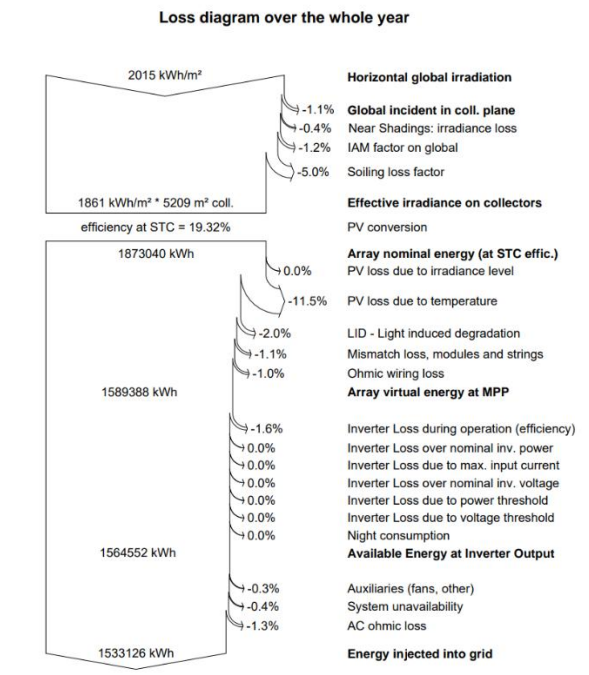 Loss diagram over the whole year
2015 kWh/m² Horizontal global irradiation
-1.1% Global incident in coll. plane
-0.4% Near Shadings: irradiance loss
-1.2% IAM factor on global
-5.0% Soiling loss factor
1861 kWh/m² * 5209 m² coll. Effective irradiance on collectors
efficiency at STC = 19.32% PV conversion
1873040 kWh Array nominal energy (at STC effic.)
0.0% PV loss due to irradiance level
-11.5% PV loss due to temperature
-2.0% LID - Light induced degradation
-1.1% Mismatch loss, modules and strings
-1.0% Ohmic wiring loss
1589388 kWh Array virtual energy at MPP
-1.6% Inverter Loss during operation (efficiency)
0.0% Inverter Loss over nominal inv. power
0.0% Inverter Loss due to max. input current
0.0% Inverter Loss over nominal inv. voltage
0.0% Inverter Loss due to power threshold
0.0% Inverter Loss due to voltage threshold
0.0% Night consumption
1564552 kWh Available Energy at Inverter Output
-0.3% Auxiliaries (fans, other)
-0.4% System unavailability
-1.3% AC ohmic loss
1533126 kWh Energy injected into grid